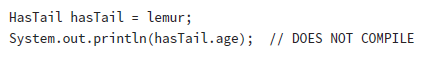 HasTail hasTail = lemur;
System.out.println(hasTail.age);  // DOES NOT COMPILE